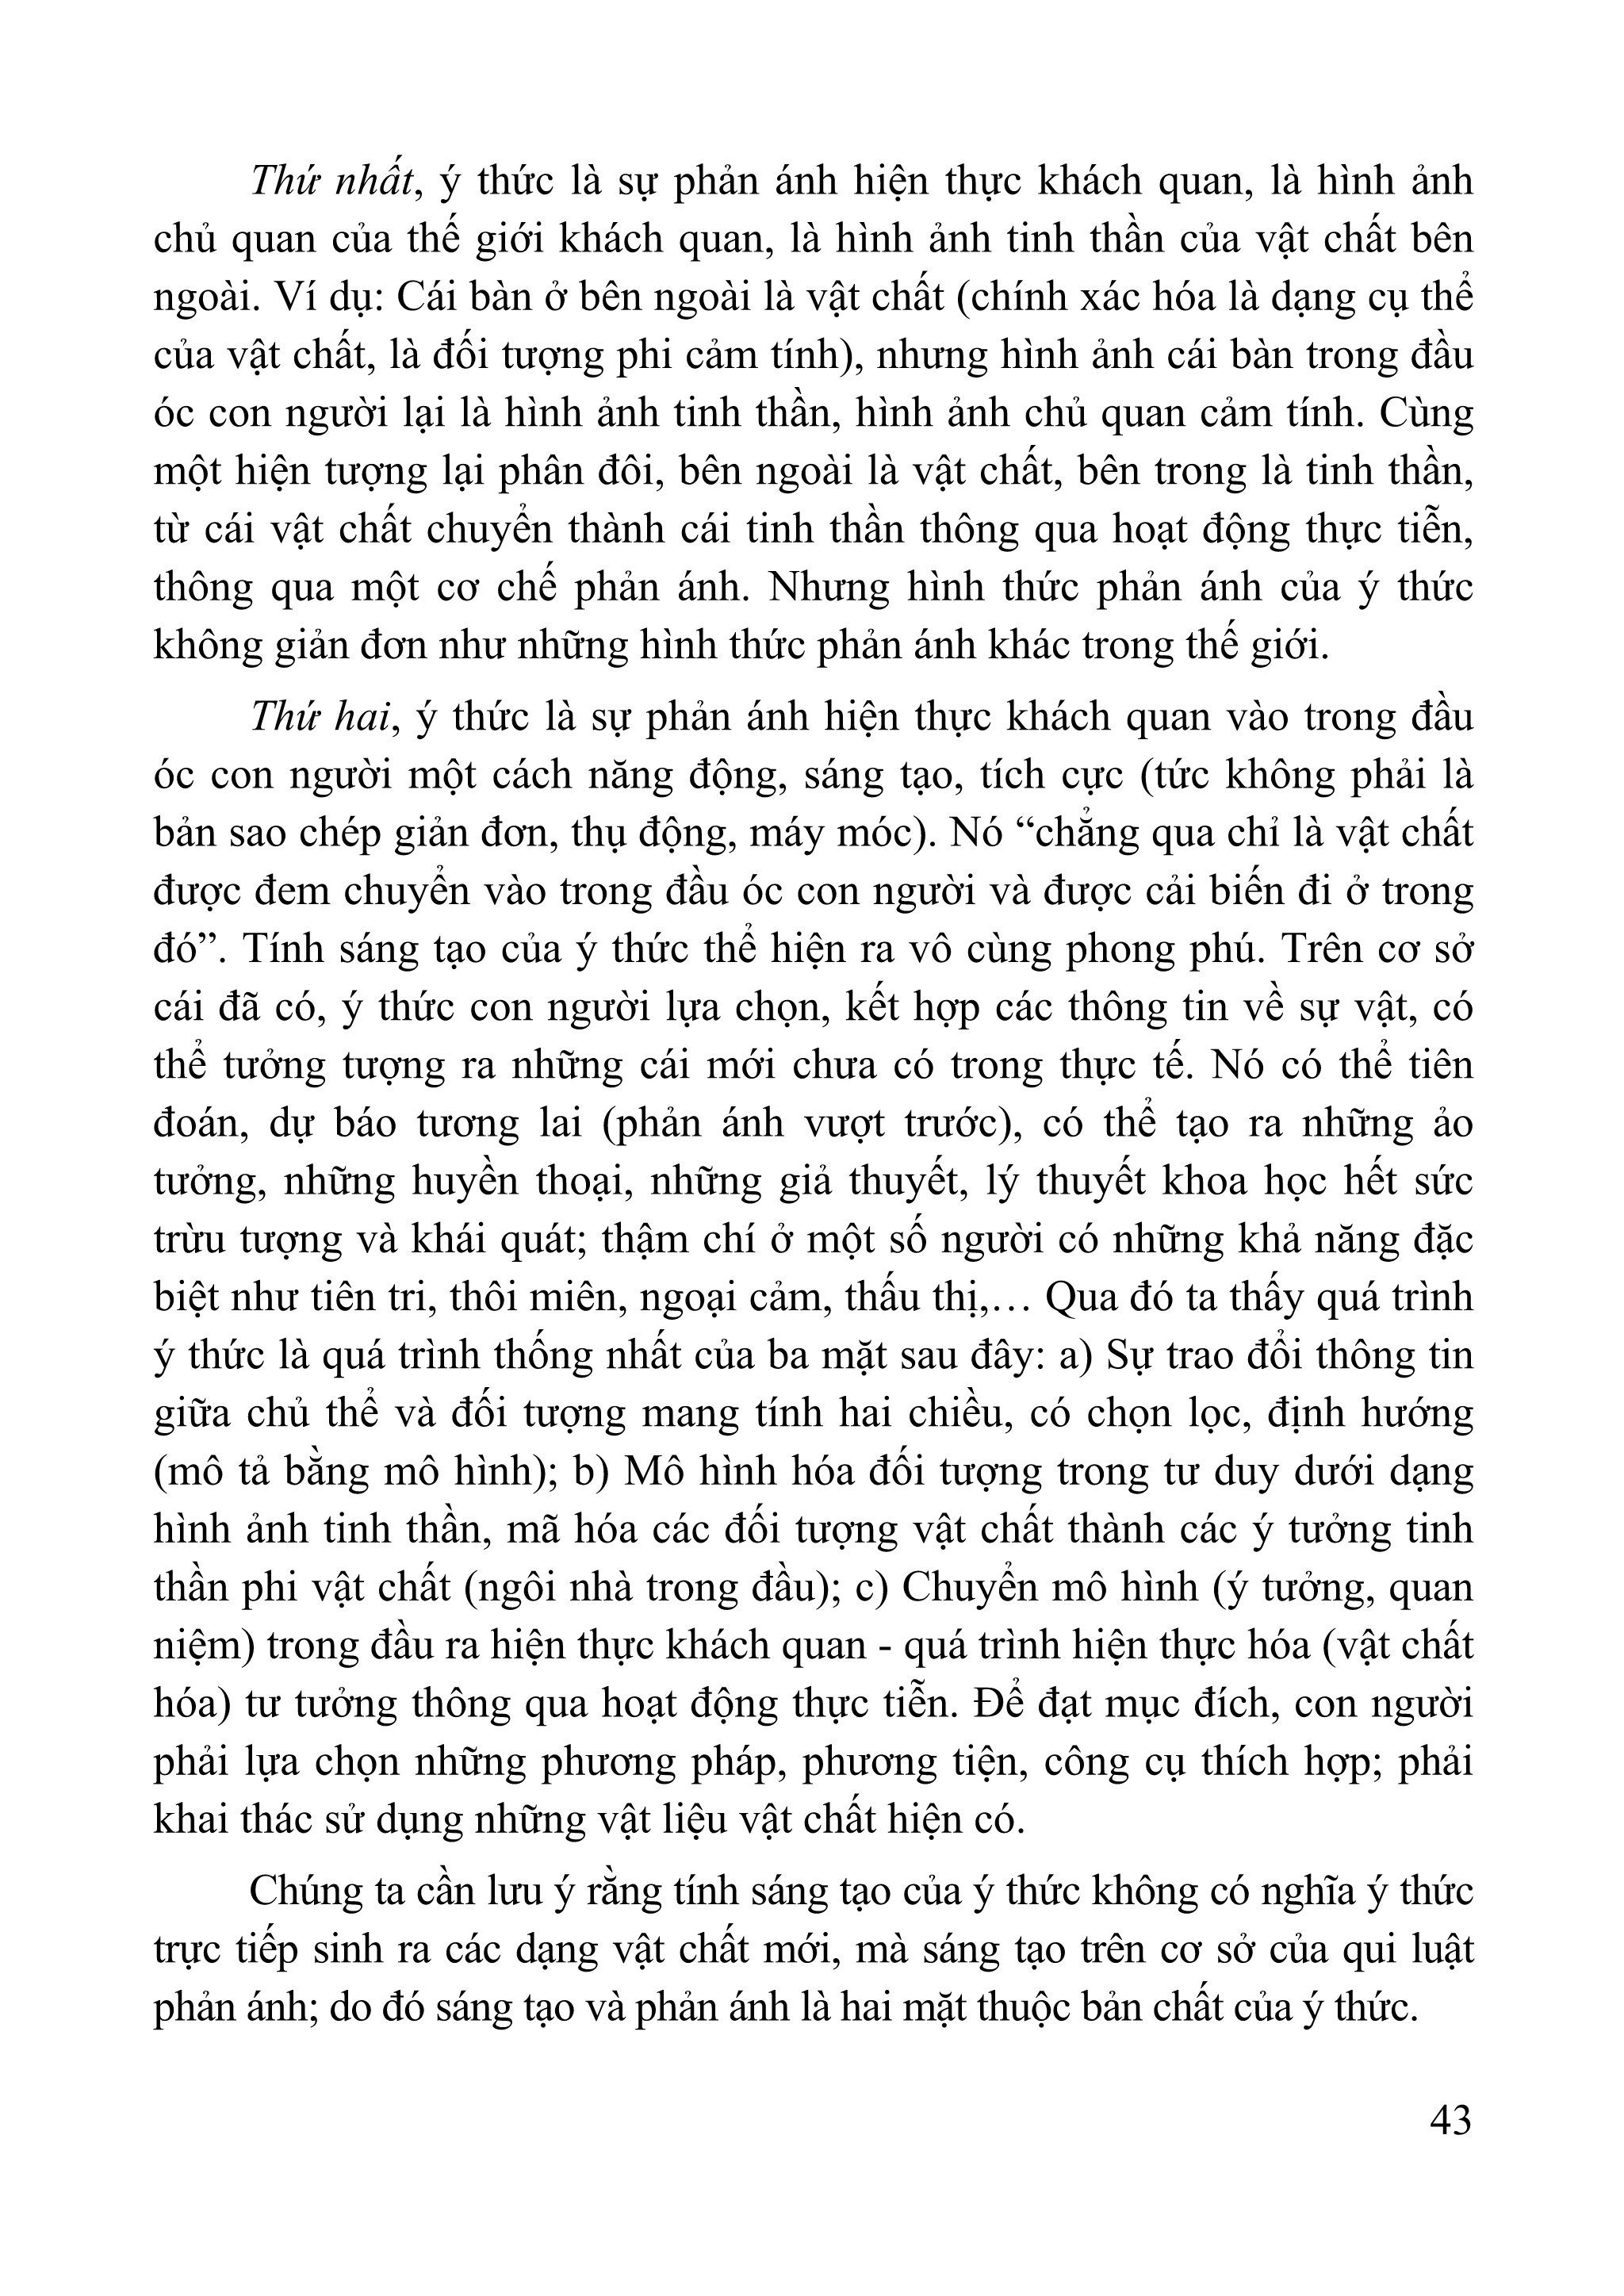 Thứ nhất, ý thức là sự phản ánh hiện thực khách quan, là hình ảnh
chủ quan của thế giới khách quan, là hình ảnh tinh thần của vật chất bên
ngoài. Ví dụ: Cái bàn ở bên ngoài là vật chất (chính xác hóa là dạng cụ thể
của vật chất, là đối tượng phi cảm tính), nhưng hình ảnh cái bàn trong đầu
óc con người lại là hình ảnh tinh thần, hình ảnh chủ quan cảm tính. Cùng
một hiện tượng lại phân đôi, bên ngoài là vật chất, bên trong là tinh thần,
từ cái vật chất chuyển thành cái tinh thần thông qua hoạt động thực tiễn,
thông qua một cơ chế phản ánh. Nhưng hình thức phản ánh của ý thức
không giản đơn như những hình thức phản ánh khác trong thế giới.
Thứ hai, ý thức là sự phản ánh hiện thực khách quan vào trong đầu
óc con người một cách năng động, sáng tạo, tích cực (tức không phải là
bản sao chép giản đơn, thụ động, máy móc). Nó “chẳng qua chỉ là vật chất
được đem chuyển vào trong đầu óc con người và được cải biến đi ở trong
đó”. Tính sáng tạo của ý thức thể hiện ra vô cùng phong phú. Trên cơ sở
cái đã có, ý thức con người lựa chọn, kết hợp các thông tin về sự vật, có
thể tưởng tượng ra những cái mới chưa có trong thực tế. Nó có thể tiên
đoán, dự báo tương lai (phản ánh vượt trước), có thể tạo ra những ảo
tưởng, những huyền thoại, những giả thuyết, lý thuyết khoa học hết sức
trừu tượng và khái quát; thậm chí ở một số người có những khả năng đặc
biệt như tiên tri, thôi miên, ngoại cảm, thấu thị,… Qua đó ta thấy quá trình
ý thức là quá trình thống nhất của ba mặt sau đây: a) Sự trao đổi thông tin
giữa chủ thể và đối tượng mang tính hai chiều, có chọn lọc, định hướng
(mô tả bằng mô hình); b) Mô hình hóa đối tượng trong tư duy dưới dạng
hình ảnh tinh thần, mã hóa các đối tượng vật chất thành các ý tưởng tinh
thần phi vật chất (ngôi nhà trong đầu); c) Chuyển mô hình (ý tưởng, quan
niệm) trong đầu ra hiện thực khách quan - quá trình hiện thực hóa (vật chất
hóa) tư tưởng thông qua hoạt động thực tiễn. Để đạt mục đích, con người
phải lựa chọn những phương pháp, phương tiện, công cụ thích hợp; phải
khai thác sử dụng những vật liệu vật chất hiện có.
Chúng ta cần lưu ý rằng tính sáng tạo của ý thức không có nghĩa ý thức
trực tiếp sinh ra các dạng vật chất mới, mà sáng tạo trên cơ sở của qui luật
phản ánh; do đó sáng tạo và phản ánh là hai mặt thuộc bản chất của ý thức.
43